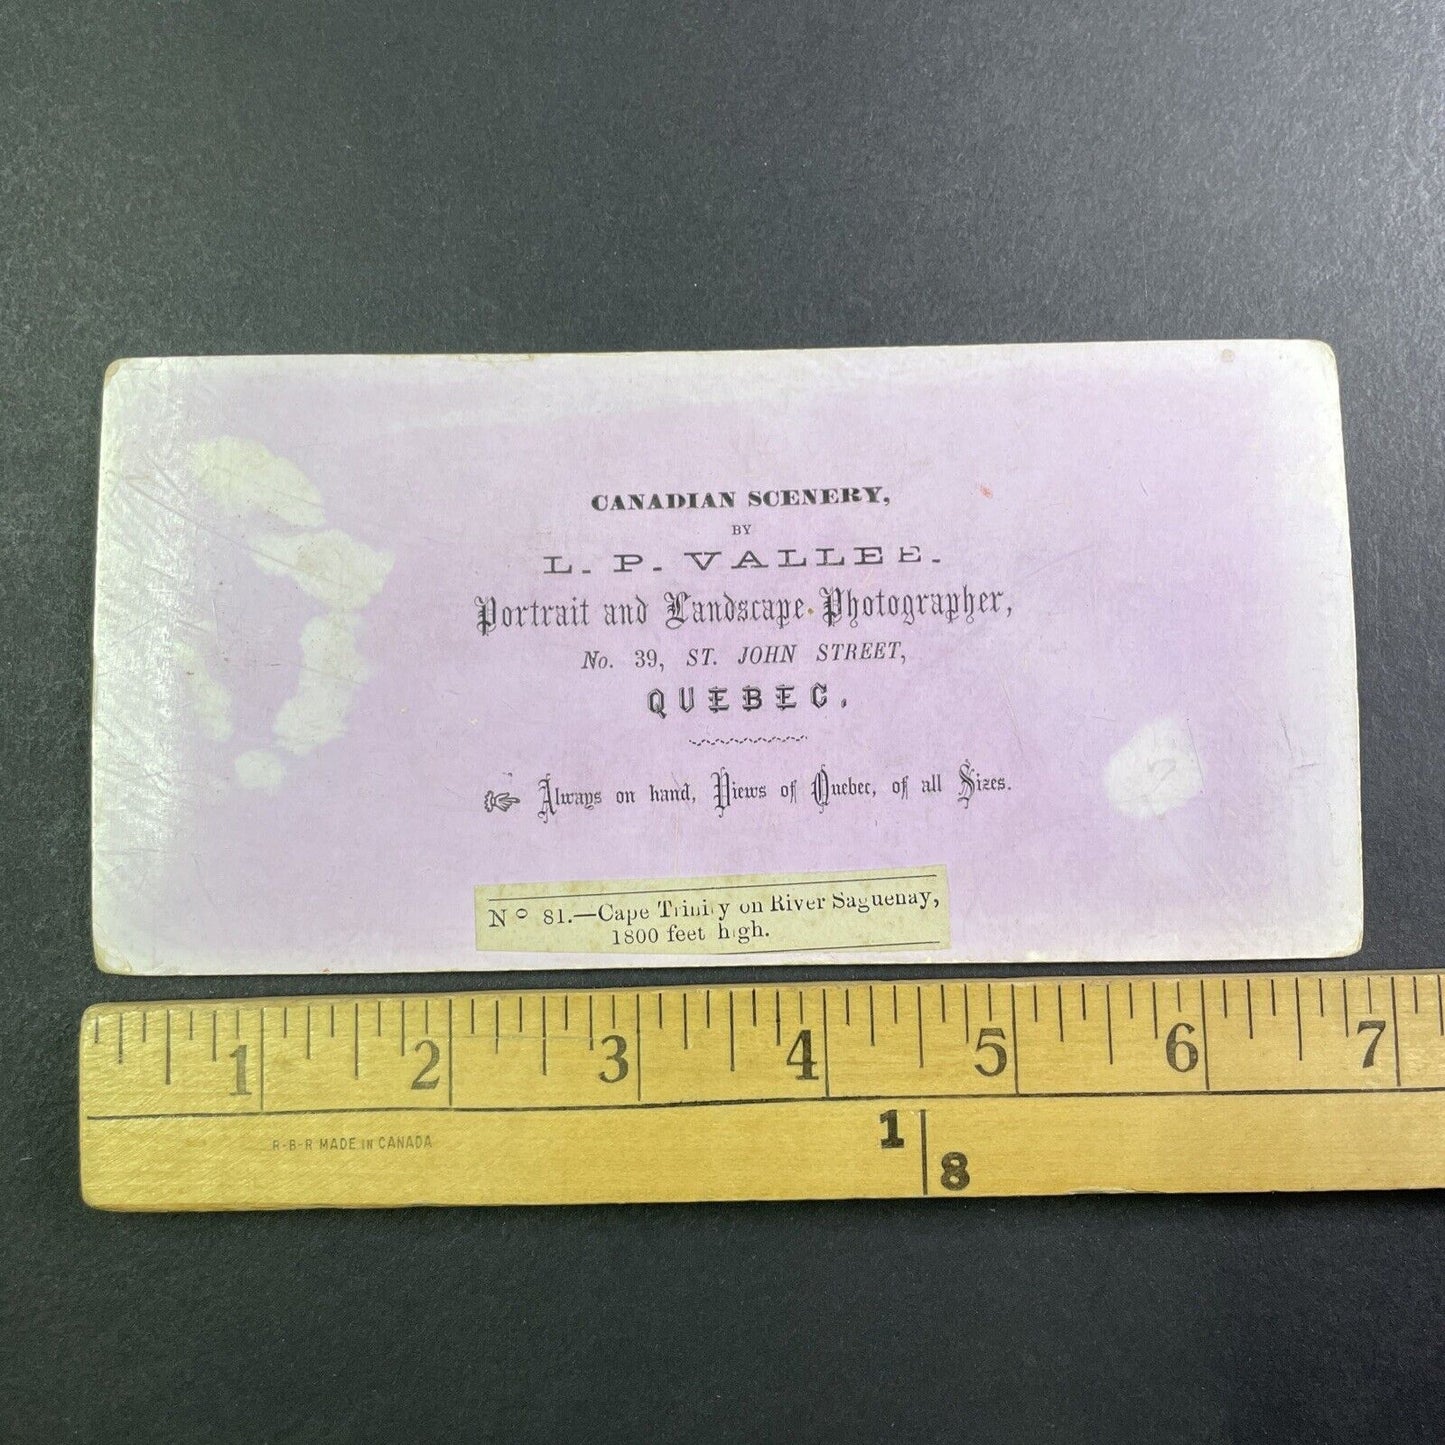 CANADIAN SCENERY,
BY
L. P. VALLEE.
Portrait and Landscape Photographer,
No. 39, ST. JOHN STREET,
QUEBEC.
Always on hand, Views of Quebec, of all Sizes.
No 81.—Cape Trinity on River Saguenay,
1800 feet high.
1 2 3 4 5 6 7
R-B-R MADE IN CANADA
1
8